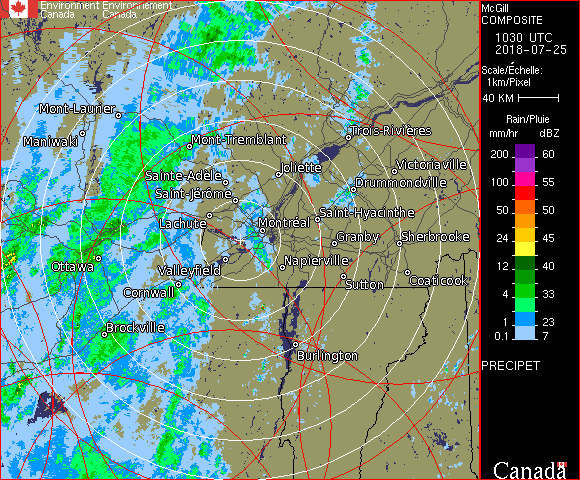 Environment Environnement
Canada Canada
McGill
COMPOSITE
1030 UTC
2018-07-25
Scale/Échelle:
1km/Pixel
40 KM
Rain/Pluie
mm/hr dBZ
200 60
100 55
50 50
24 45
12 40
4 33
1 23
0.1 7
PRECIPET
Canada
Mont-Laurier
Maniwaki
Mont-Tremblant
Trois-Rivières
Joliette
Victoriaville
Sainte-Adèle
Drummondville
Saint-Jérôme
Saint-Hyacinthe
Lachute
Montréal
Granby
Sherbrooke
Ottawa
Valleyfield
Napierville
Sutton
Coaticook
Cornwall
Brockville
Burlington